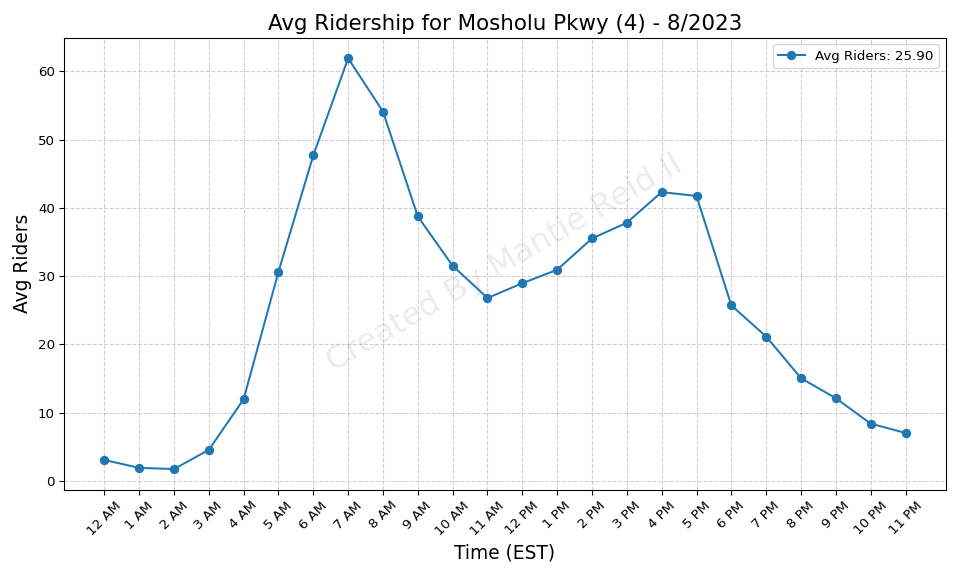 Avg Ridership for Mosholu Pkwy (4) - 8/2023
Avg Riders: 25.90
60
50
40
30
20
10
0
Avg Riders
Created By Mantie Reid II
12 AM
1 AM
2 AM
3 AM
4 AM
5 AM
6 AM
7 AM
8 AM
9 AM
10 AM
11 AM
12 PM
1 PM
2 PM
3 PM
4 PM
5 PM
6 PM
7 PM
8 PM
9 PM
10 PM
11 PM
Time (EST)